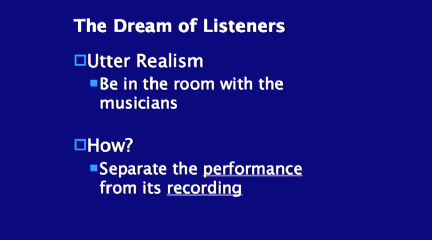 The Dream of Listeners
Utter Realism
Be in the room with the
musicians
How?
Separate the performance
from its recording